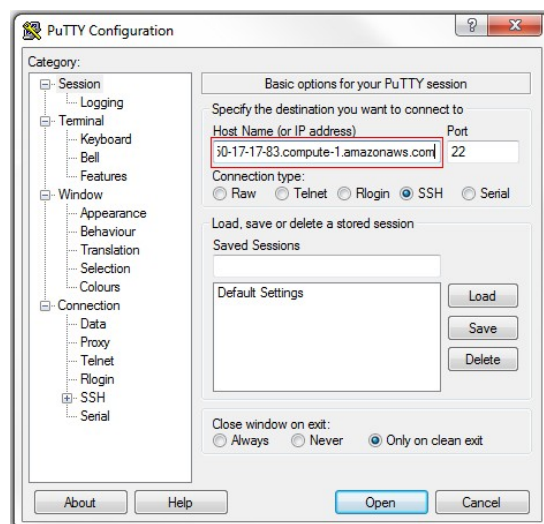 PuTTY Configuration
Category:
Session
Logging
Terminal
Keyboard
Bell
Features
Window
Appearance
Behaviour
Translation
Selection
Colours
Connection
Data
Proxy
Telnet
Rlogin
SSH
Serial
Basic options for your PuTTY session
Specify the destination you want to connect to
Host Name (or IP address) Port
50-17-17-83.compute-1.amazonaws.com 22
Connection type:
Raw Telnet Rlogin SSH Serial
Load, save or delete a stored session
Saved Sessions
Default Settings
Load
Save
Delete
Close window on exit:
Always Never Only on clean exit
About Help Open Cancel